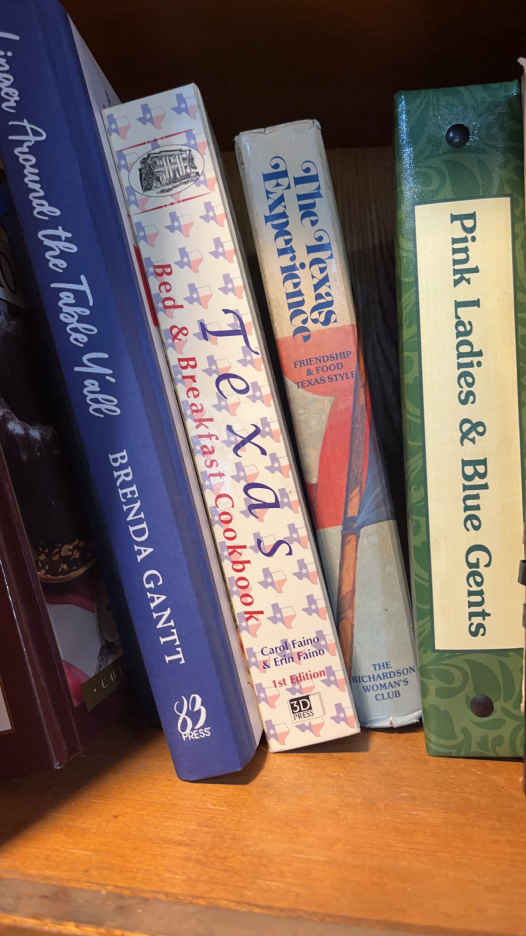 Linger Around the Table Y'all
BRENDA GANTT
83
PRESS
Texas
Bed & Breakfast Cookbook
Carol Faino
& Erin Faino
1st Edition
3D
PRESS
The Texas
Experience
FRIENDSHIP
& FOOD
TEXAS STYLE
THE
RICHARDSON
WOMAN'S
CLUB
Pink Ladies & Blue Gents